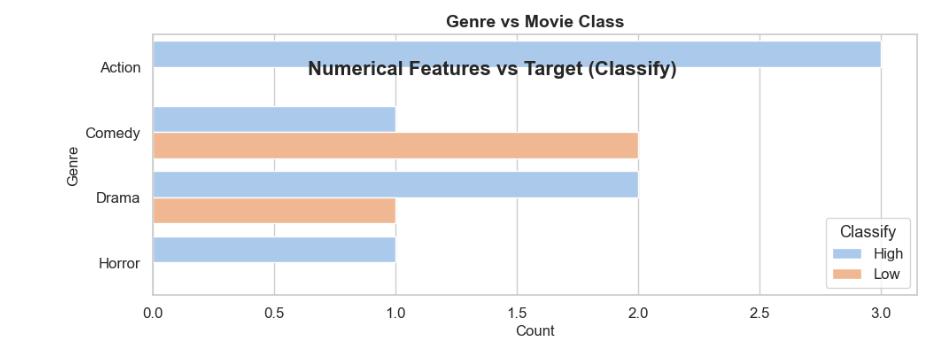 Genre vs Movie Class
Numerical Features vs Target (Classify)
Genre
Action
Comedy
Drama
Horror
Classify
High
Low
0.0 0.5 1.0 1.5 2.0 2.5 3.0
Count